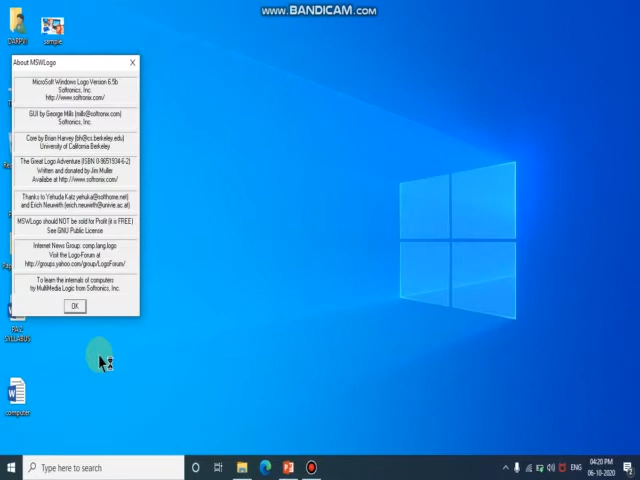 www.BANDICAM.com
sample
About MSWLogo
MicroSoft Windows Logo Version 6.5b
Softronics, Inc.
http://www.softronix.com/
GUI by George Mills (mills@softronix.com)
Softronics, Inc.
Core by Brian Harvey (bh@cs.berkeley.edu)
University of California Berkeley
The Great Logo Adventure (ISBN 0-9651934-6-2)
Written and donated by Jim Muller
Available at http://www.softronix.com/
Thanks to Yehuda Katz yehuka@softhome.net)
and Erich Neuwirth (erich.neuwirth@univie.ac.at)
MSWLogo should NOT be sold for Profit (it is FREE)
See GNU Public License
Internet News Group: comp.lang.logo
Visit the Logo-Forum at
http://groups.yahoo.com/group/LogoForum/
To learn the internals of computers
by MultiMedia Logic from Softronics, Inc.
OK
SYLLABUS
computer
Type here to search
ENG
04:20 PM
06-10-2020
2